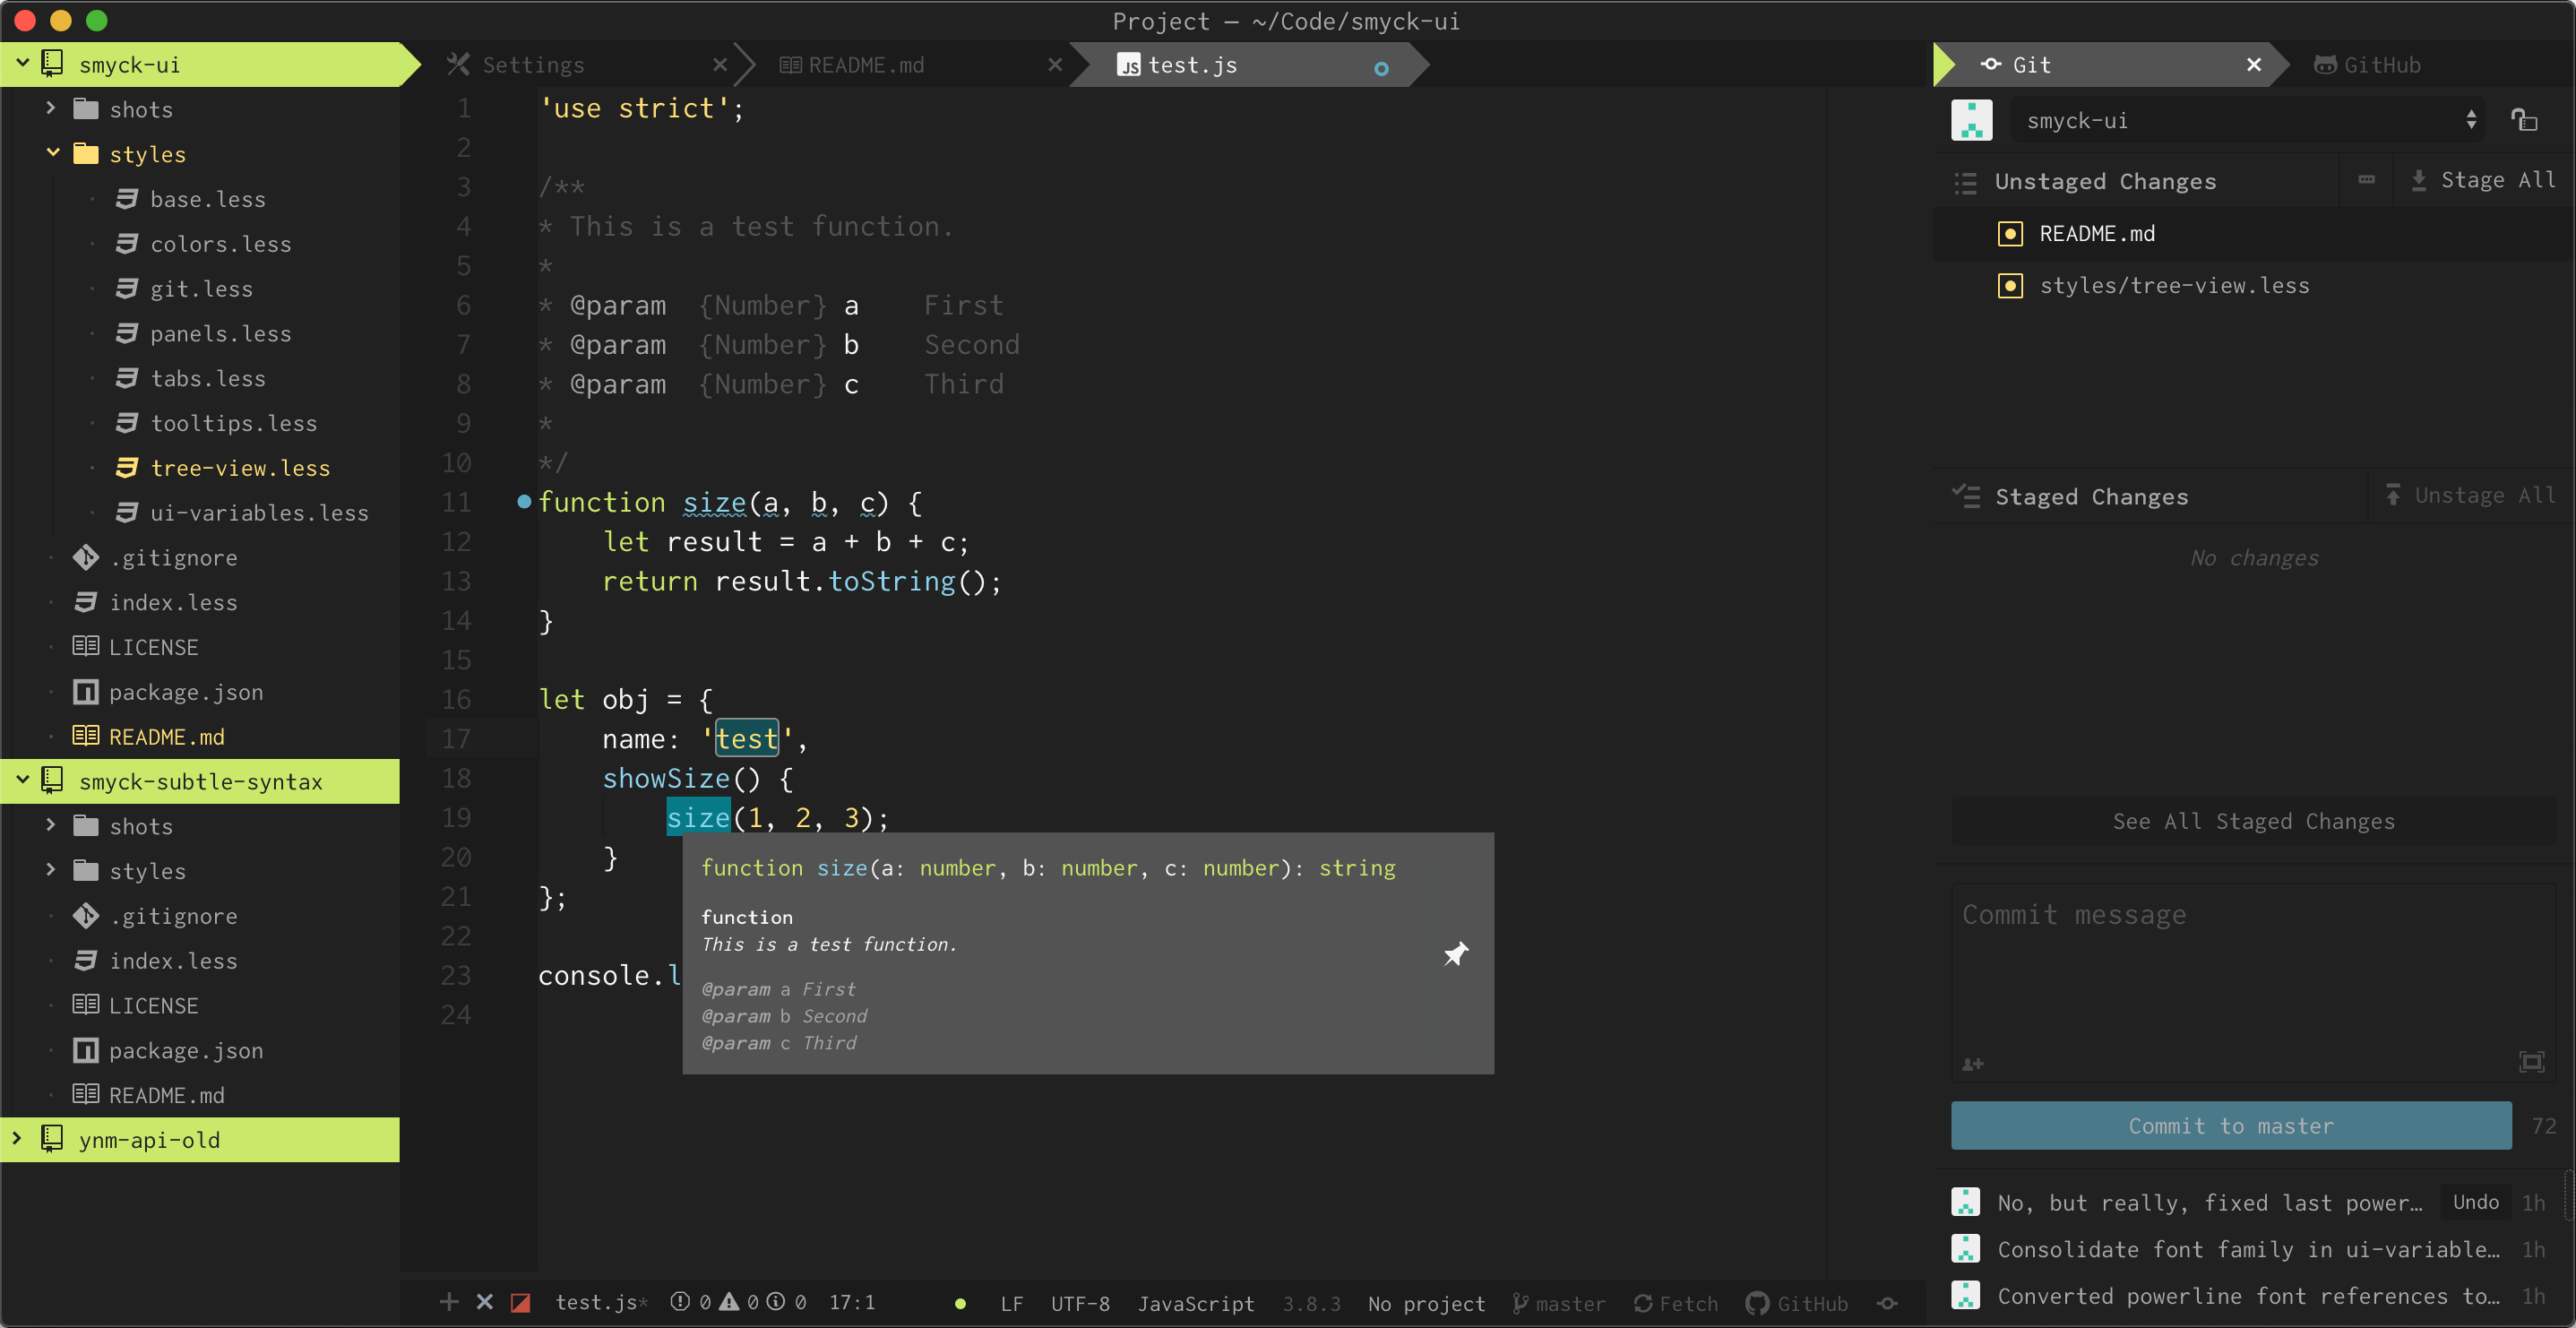 Project — ~/Code/smyck-ui
smyck-ui
shots
styles
base.less
colors.less
git.less
panels.less
tabs.less
tooltips.less
tree-view.less
ui-variables.less
.gitignore
index.less
LICENSE
package.json
README.md
smyck-subtle-syntax
shots
styles
.gitignore
index.less
LICENSE
package.json
README.md
ynm-api-old
Settings
README.md
JS test.js
1 'use strict';
2
3 /**
4 * This is a test function.
5 *
6 * @param {Number} a First
7 * @param {Number} b Second
8 * @param {Number} c Third
9 *
10 */
11 function size(a, b, c) {
12 let result = a + b + c;
13 return result.toString();
14 }
15
16 let obj = {
17 name: 'test',
18 showSize() {
19 size(1, 2, 3);
20 }
21 };
22
23 console.l
24
function size(a: number, b: number, c: number): string
function
This is a test function.
@param a First
@param b Second
@param c Third
test.js* 0 0 0 17:1 LF UTF-8 JavaScript 3.8.3 No project master Fetch GitHub
Git
GitHub
smyck-ui
Unstaged Changes
Stage All
README.md
styles/tree-view.less
Staged Changes
Unstage All
No changes
See All Staged Changes
Commit message
Commit to master 72
No, but really, fixed last power… Undo 1h
Consolidate font family in ui-variable… 1h
Converted powerline font references to… 1h